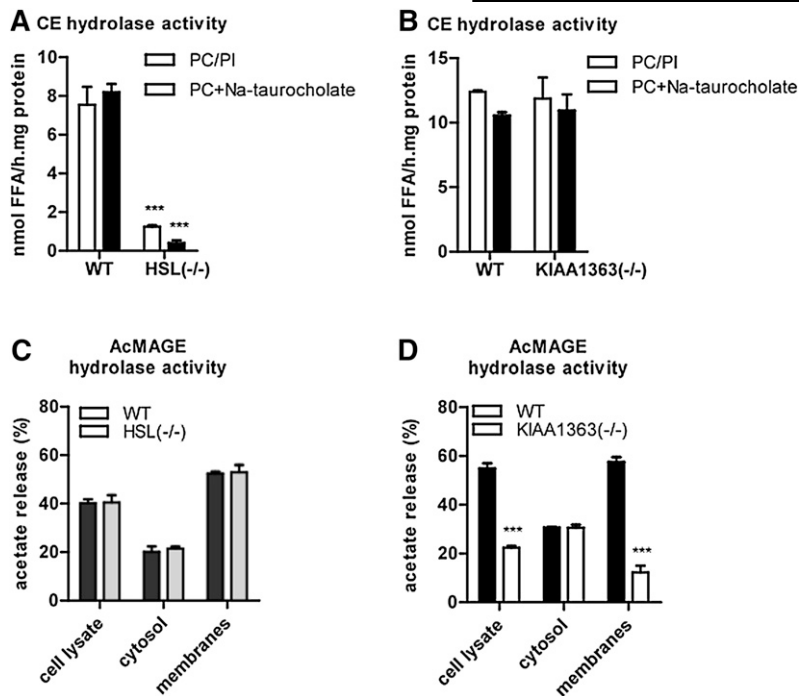 A CE hydrolase activity
nmol FFA/h.mg protein
10
8
6
4
2
0
PC/PI
PC+Na-taurocholate
***
***
WT
HSL(-/-)
B CE hydrolase activity
nmol FFA/h.mg protein
15
10
5
0
PC/PI
PC+Na-taurocholate
WT
KIAA1363(-/-)
C AcMAGE
hydrolase activity
acetate release (%)
80
60
40
20
0
WT
HSL(-/-)
cell lysate
cytosol
membranes
D AcMAGE
hydrolase activity
acetate release (%)
80
60
40
20
0
WT
KIAA1363(-/-)
***
***
cell lysate
cytosol
membranes